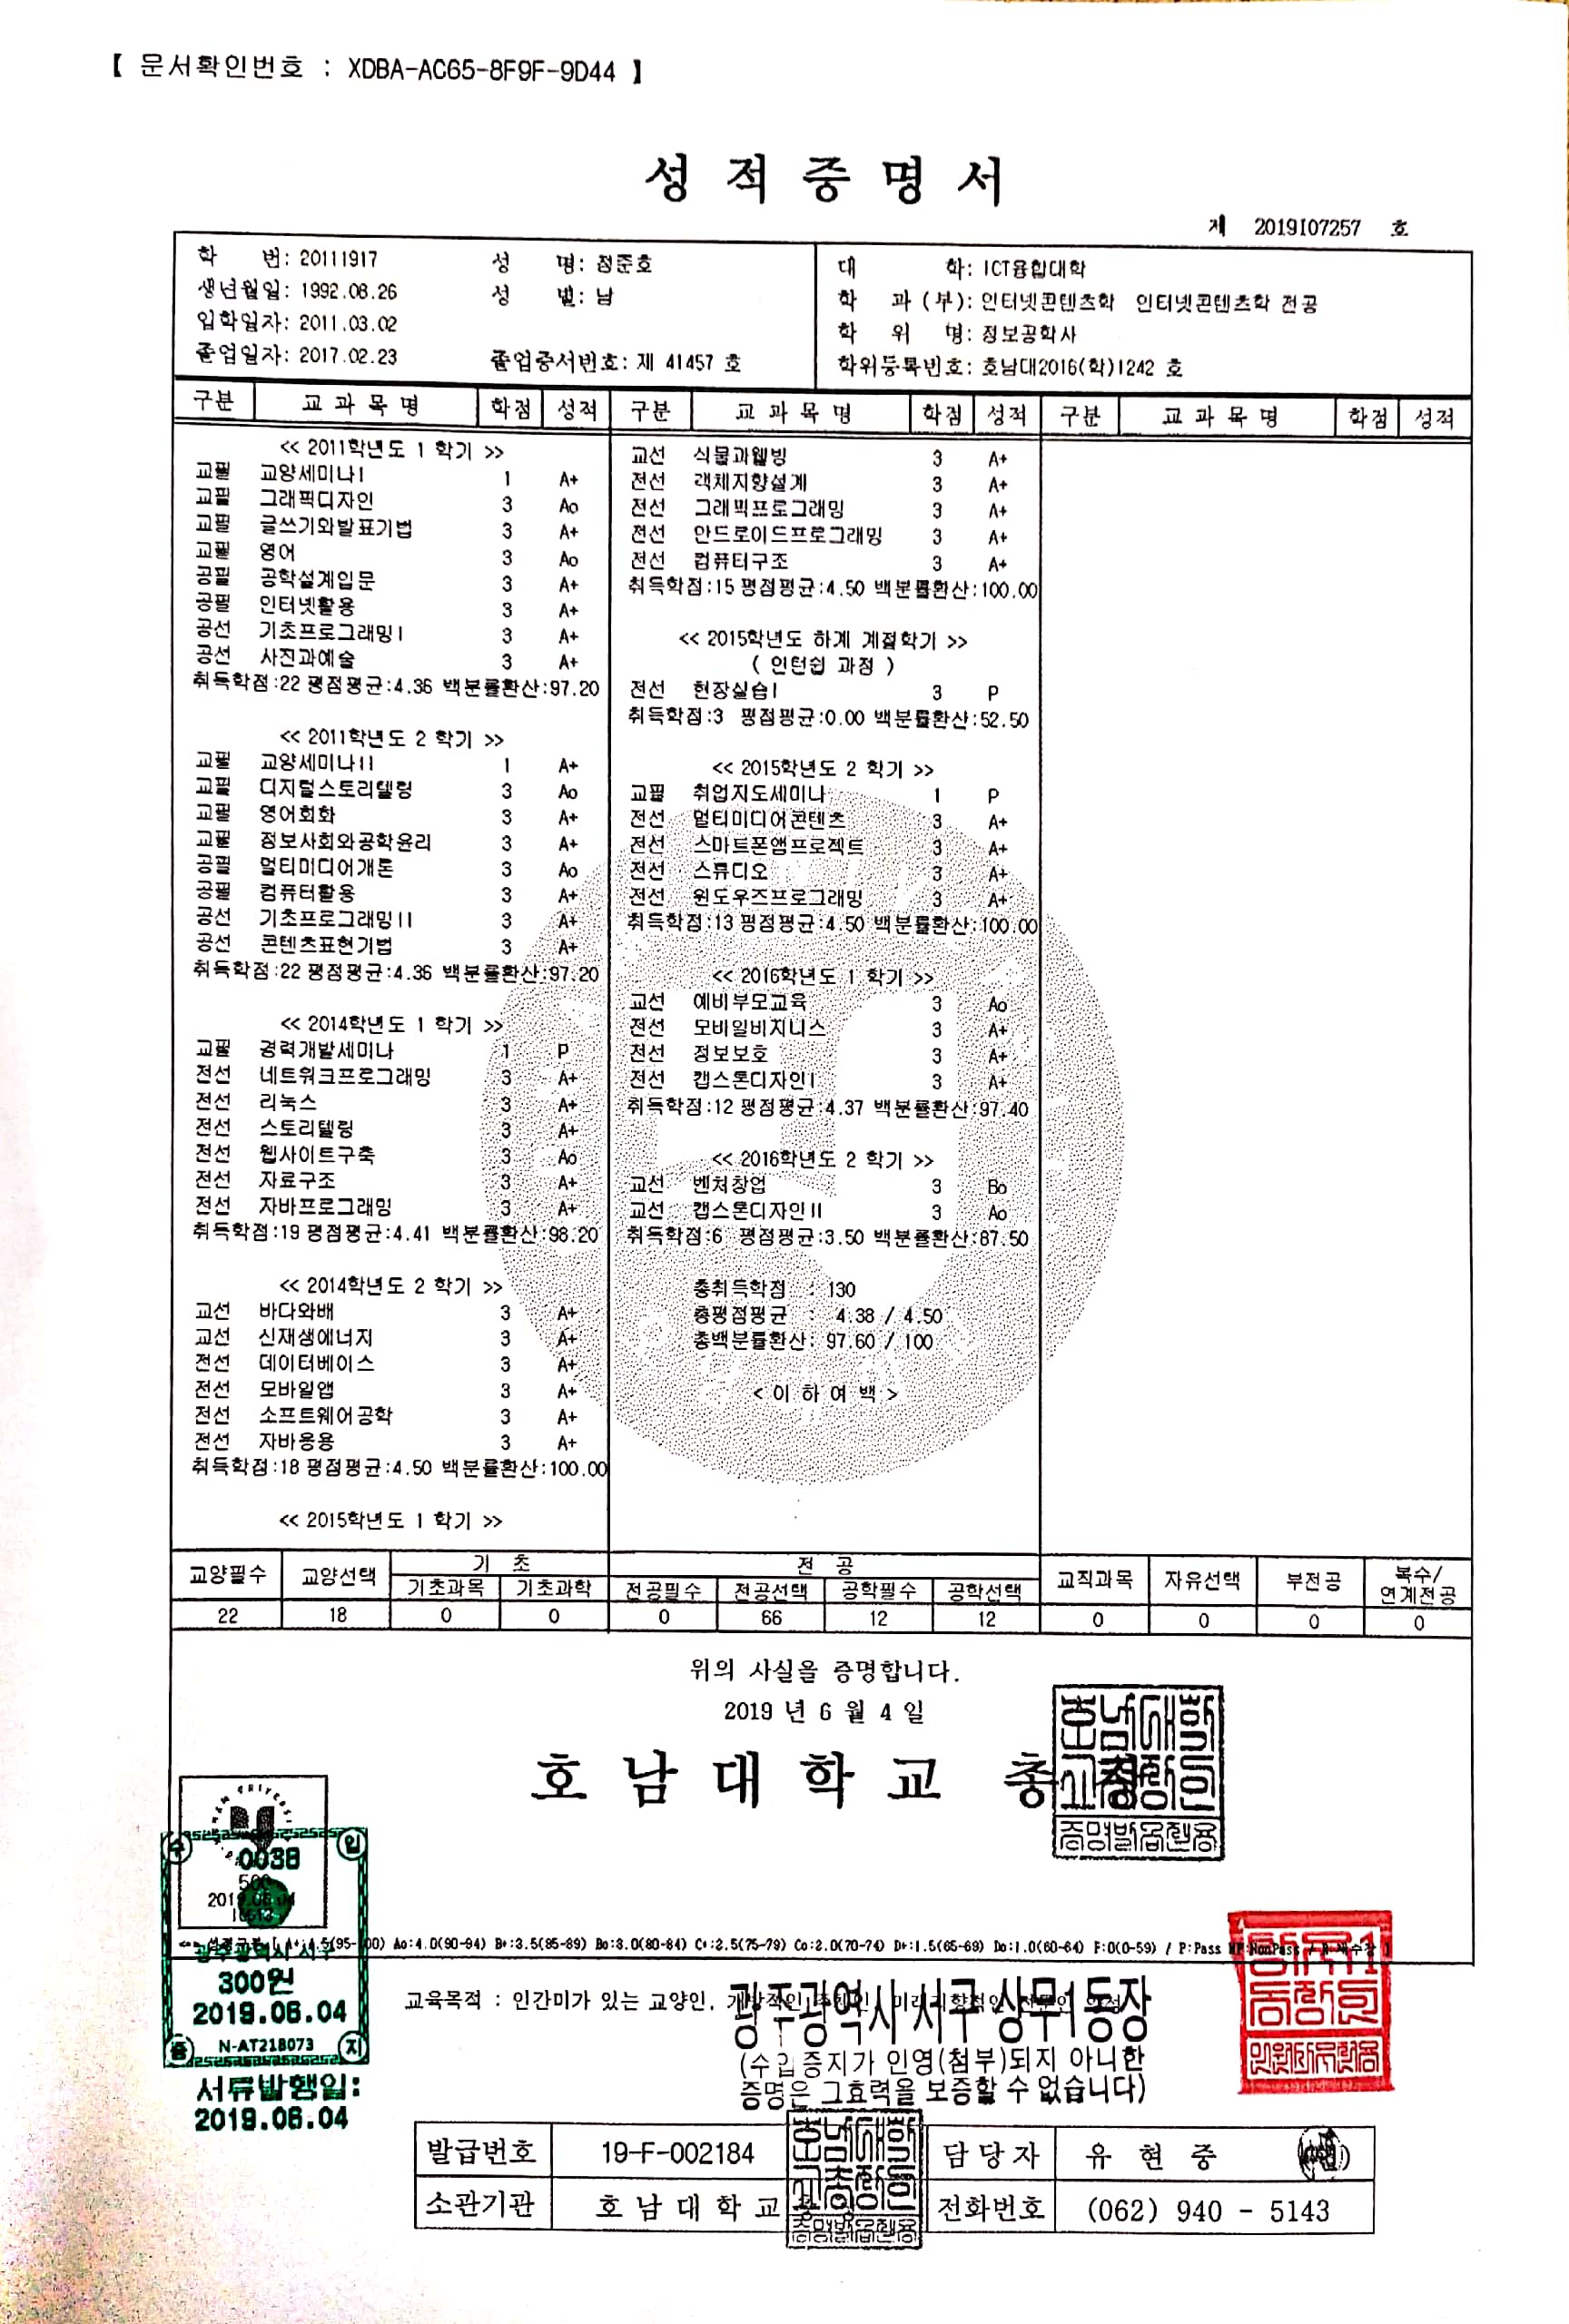 【 문서확인번호 : XDBA-AC65-8F9F-9D44 】
성 적 증 명 서
제 2019I07257 호
학 번: 20111917 성 명: 정준호
생년월일: 1992.08.26 성 별: 남
입학일자: 2011.03.02
졸업일자: 2017.02.23 졸업증서번호: 제 41457 호
대 학: ICT융합대학
학 과(부): 인터넷콘텐츠학 인터넷콘텐츠학 전공
학 위 명: 정보공학사
학위등록번호: 호남대2016(학)1242 호
구분 교 과 목 명 학점 성적 구분 교 과 목 명 학점 성적 구분 교 과 목 명 학점 성적
<< 2011학년도 1 학기 >>
교필 교양세미나I 1 A+
교필 그래픽디자인 3 Ao
교필 글쓰기와발표기법 3 A+
교필 영어 3 Ao
공필 공학설계입문 3 A+
공필 인터넷활용 3 A+
공선 기초프로그래밍I 3 A+
공선 사진과예술 3 A+
취득학점:22 평점평균:4.36 백분률환산:97.20
<< 2011학년도 2 학기 >>
교필 교양세미나II 1 A+
교필 디지털스토리텔링 3 Ao
교필 영어회화 3 A+
교필 정보사회와공학윤리 3 A+
공필 멀티미디어개론 3 Ao
공필 컴퓨터활용 3 A+
공선 기초프로그래밍II 3 A+
공선 콘텐츠표현기법 3 A+
취득학점:22 평점평균:4.36 백분률환산:97.20
<< 2014학년도 1 학기 >>
교필 경력개발세미나 1 P
전선 네트워크프로그래밍 3 A+
전선 리눅스 3 A+
전선 스토리텔링 3 A+
전선 웹사이트구축 3 Ao
전선 자료구조 3 A+
전선 자바프로그래밍 3 A+
취득학점:19 평점평균:4.41 백분률환산:98.20
<< 2014학년도 2 학기 >>
교선 바다와배 3 A+
교선 신재생에너지 3 A+
전선 데이터베이스 3 A+
전선 모바일앱 3 A+
전선 소프트웨어공학 3 A+
전선 자바응용 3 A+
취득학점:18 평점평균:4.50 백분률환산:100.00
<< 2015학년도 1 학기 >>
교선 식물과웰빙 3 A+
전선 객체지향설계 3 A+
전선 그래픽프로그래밍 3 A+
전선 안드로이드프로그래밍 3 A+
전선 컴퓨터구조 3 A+
취득학점:15 평점평균:4.50 백분률환산:100.00
<< 2015학년도 하계 계절학기 >>
( 인턴쉽 과정 )
전선 현장실습I 3 P
취득학점:3 평점평균:0.00 백분률환산:52.50
<< 2015학년도 2 학기 >>
교필 취업지도세미나 1 P
전선 멀티미디어콘텐츠 3 A+
전선 스마트폰앱프로젝트 3 A+
전선 스튜디오 3 A+
전선 윈도우즈프로그래밍 3 A+
취득학점:13 평점평균:4.50 백분률환산:100.00
<< 2016학년도 1 학기 >>
교선 예비부모교육 3 Ao
전선 모바일비지니스 3 A+
전선 정보보호 3 A+
전선 캡스톤디자인I 3 A+
취득학점:12 평점평균:4.37 백분률환산:97.40
<< 2016학년도 2 학기 >>
교선 벤처창업 3 Bo
교선 캡스톤디자인II 3 Ao
취득학점:6 평점평균:3.50 백분률환산:87.50
총취득학점 : 130
총평점평균 : 4.38 / 4.50
총백분률환산: 97.60 / 100
< 이 하 여 백 >
교양필수 교양선택 기 초 전 공 교직과목 자유선택 부전공 복수/연계전공
기초과목 기초과학 전공필수 전공선택 공학필수 공학선택
22 18 0 0 0 66 12 12 0 0 0 0
위의 사실을 증명합니다.
2019 년 6 월 4 일
호 남 대 학 교 총 장
호남대학교총장인
증명발급전용
수 입
0038
500
2019.06.04
광주광역시 서구
300원
2019.06.04
N-AT218073
증 지
서류발행일:
2019.06.04
A+:4.5(95-100) Ao:4.0(90-94) B+:3.5(85-89) Bo:3.0(80-84) C+:2.5(75-79) Co:2.0(70-74) D+:1.5(65-69) Do:1.0(60-64) F:0(0-59) / P:Pass NP:NonPass / R:재수강
교육목적 : 인간미가 있는 교양인,
광주광역시 서구 상무1동장
(수입증지가 인영(첨부)되지 아니한
증명은 그효력을 보증할 수 없습니다)
발급번호 19-F-002184 담 당 자 유 현 중
소관기관 호 남 대 학 교 전화번호 (062) 940 - 5143